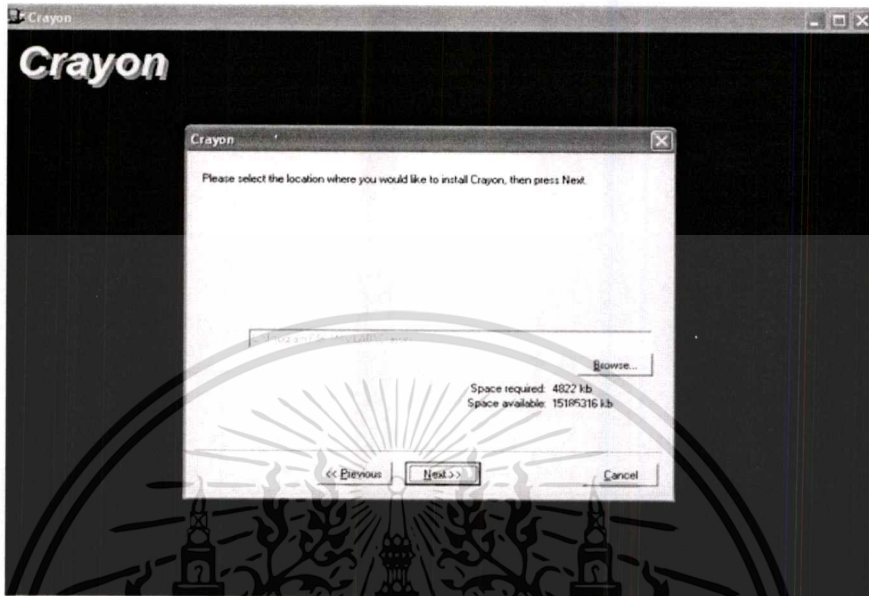 Crayon
Crayon
Crayon
Please select the location where you would like to install Crayon, then press Next.
Browse...
Space required: 4822 kb
Space available: 15185316 kb
<< Previous
Next >>
Cancel